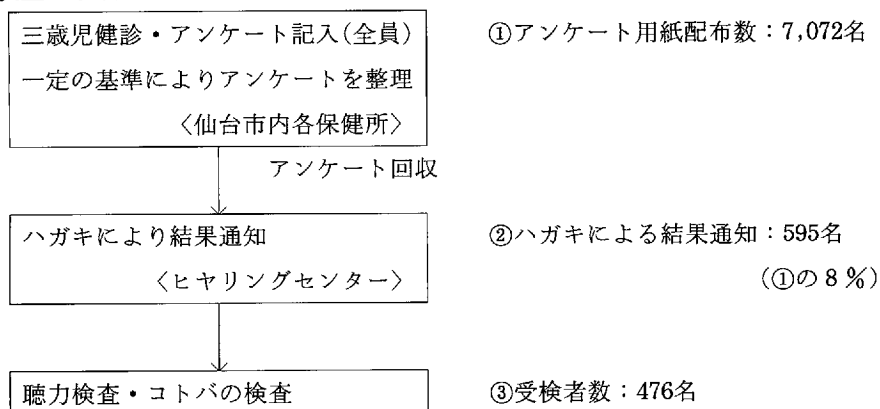 三歳児健診・アンケート記入(全員)
①アンケート用紙配布数：7,072名
一定の基準によりアンケートを整理
〈仙台市内各保健所〉
アンケート回収
ハガキにより結果通知
②ハガキによる結果通知：595名
〈ヒヤリングセンター〉
(①の8％)
聴力検査・コトバの検査
③受検者数：476名